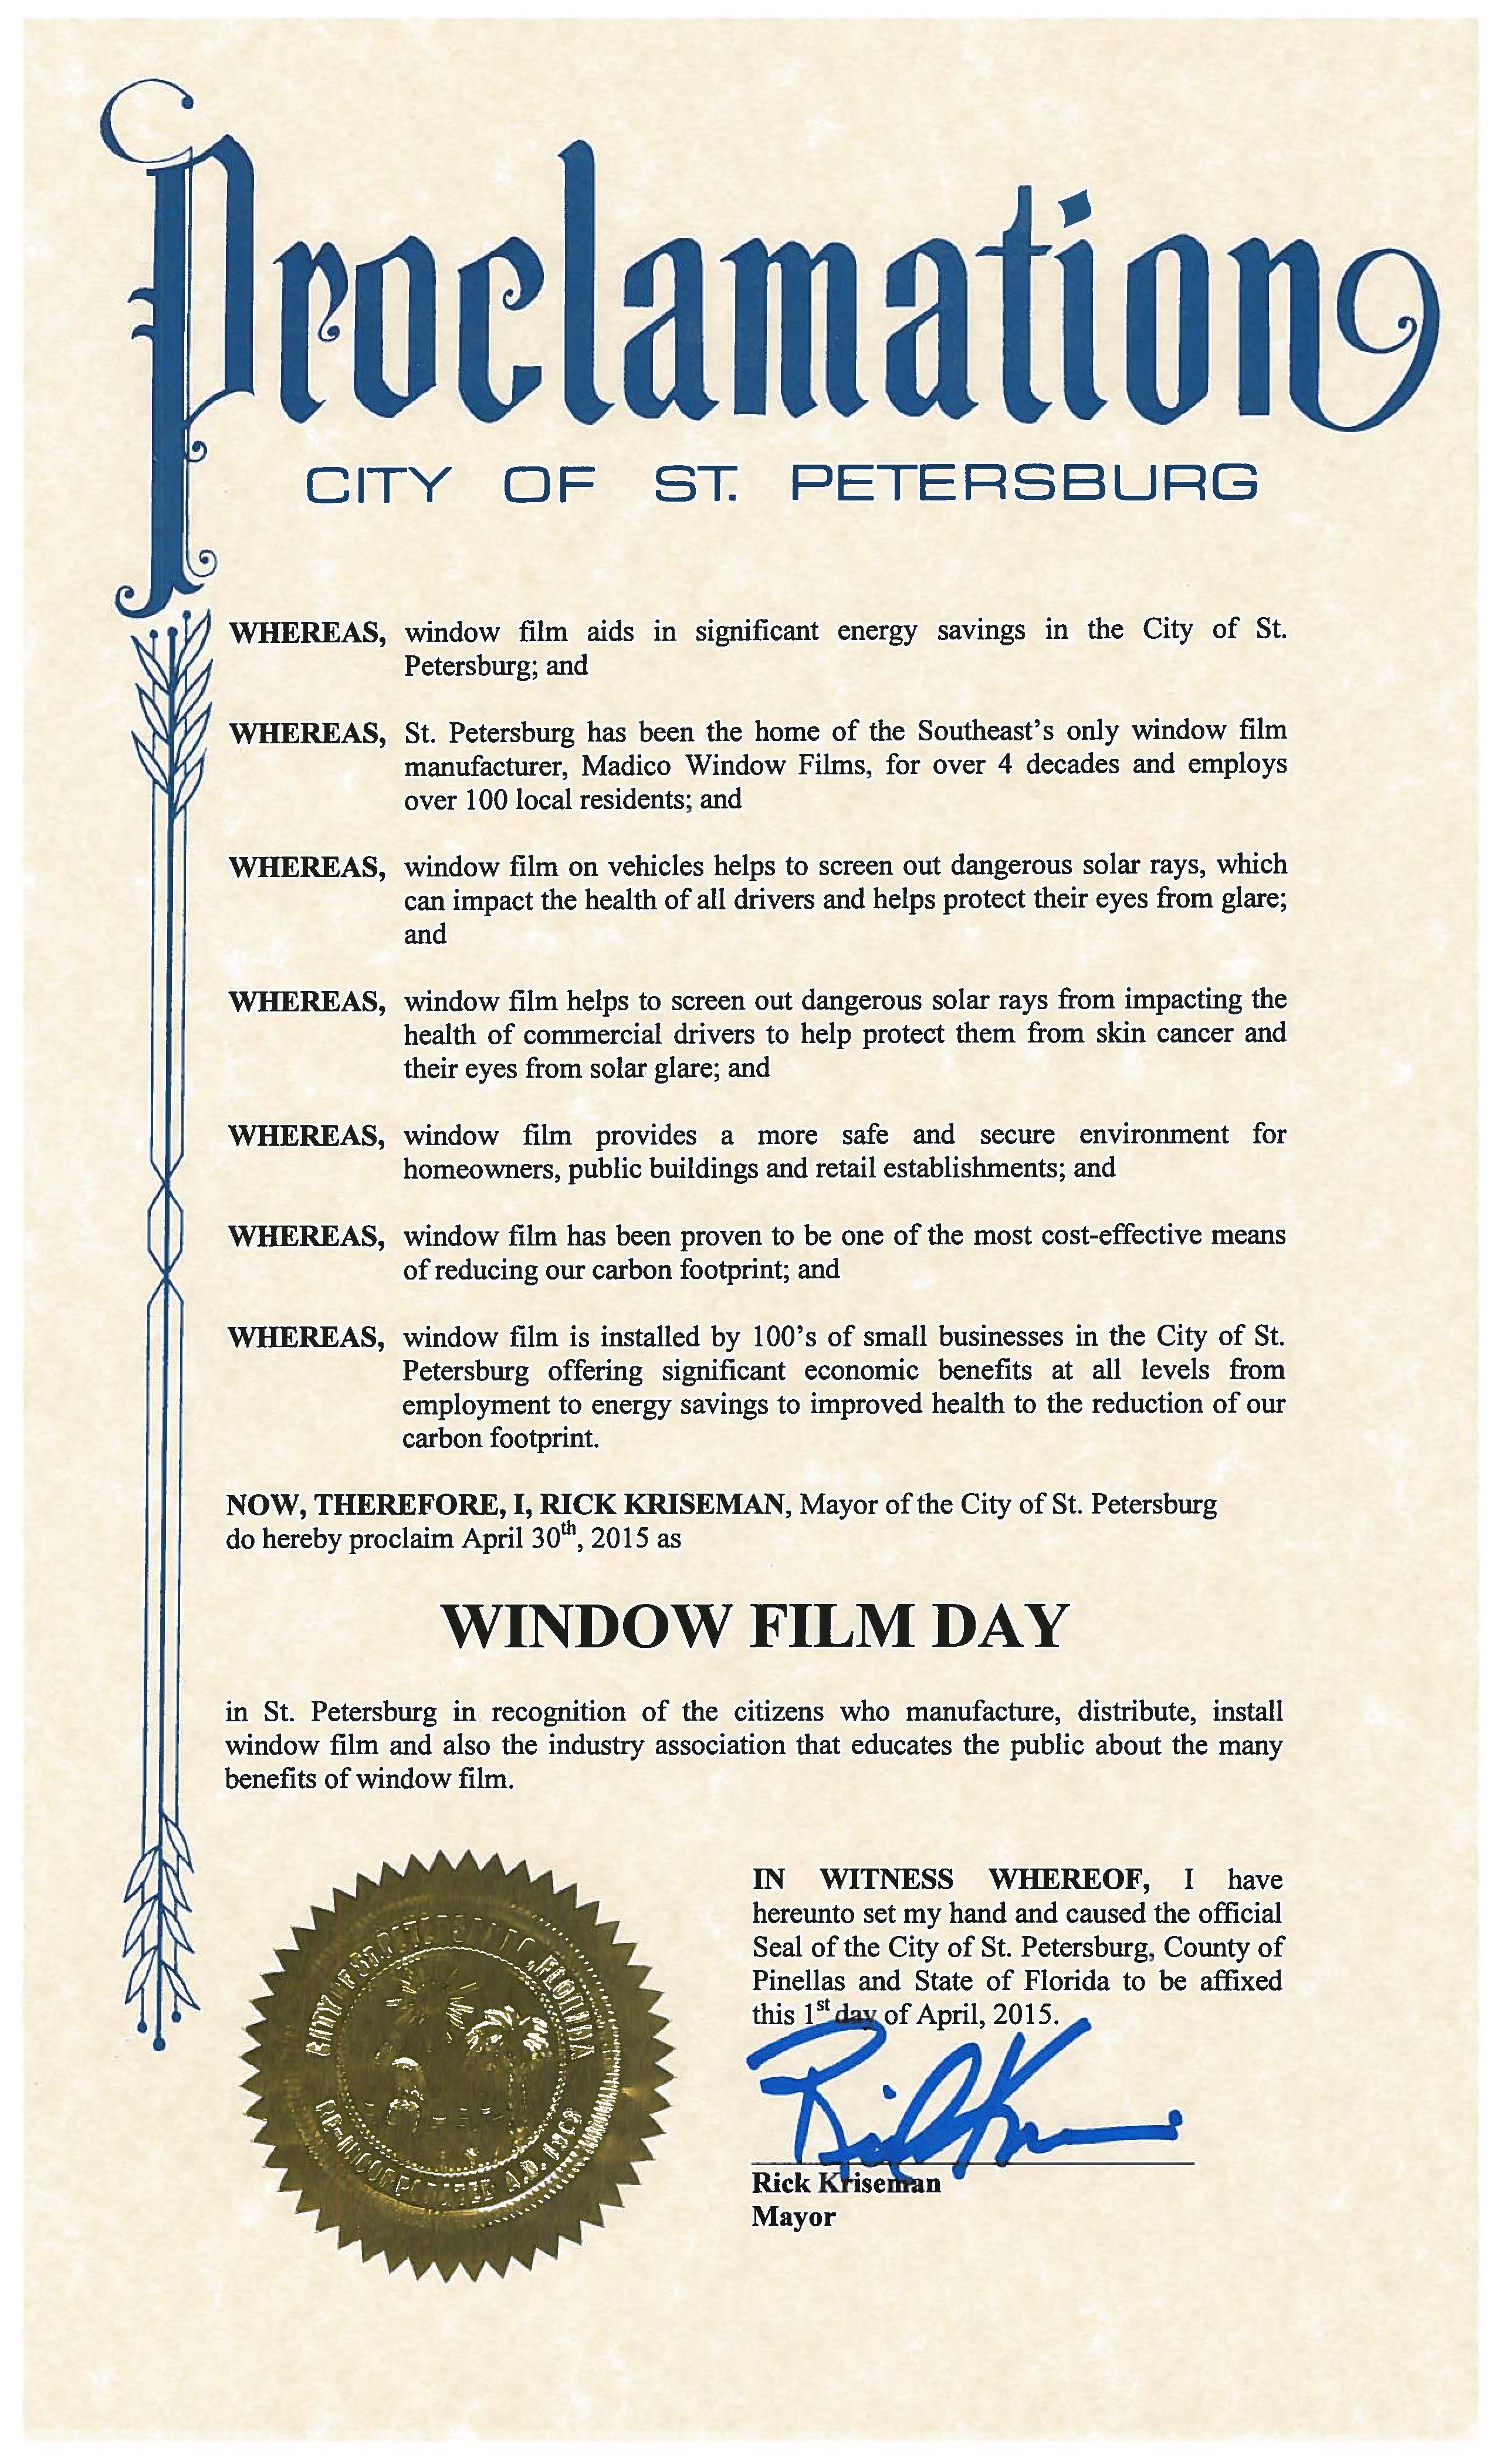 Proclamation
CITY OF ST. PETERSBURG
WHEREAS, window film aids in significant energy savings in the City of St.
Petersburg; and
WHEREAS, St. Petersburg has been the home of the Southeast's only window film
manufacturer, Madico Window Films, for over 4 decades and employs
over 100 local residents; and
WHEREAS, window film on vehicles helps to screen out dangerous solar rays, which
can impact the health of all drivers and helps protect their eyes from glare;
and
WHEREAS, window film helps to screen out dangerous solar rays from impacting the
health of commercial drivers to help protect them from skin cancer and
their eyes from solar glare; and
WHEREAS, window film provides a more safe and secure environment for
homeowners, public buildings and retail establishments; and
WHEREAS, window film has been proven to be one of the most cost-effective means
of reducing our carbon footprint; and
WHEREAS, window film is installed by 100's of small businesses in the City of St.
Petersburg offering significant economic benefits at all levels from
employment to energy savings to improved health to the reduction of our
carbon footprint.
NOW, THEREFORE, I, RICK KRISEMAN, Mayor of the City of St. Petersburg
do hereby proclaim April 30th, 2015 as
WINDOW FILM DAY
in St. Petersburg in recognition of the citizens who manufacture, distribute, install
window film and also the industry association that educates the public about the many
benefits of window film.
IN WITNESS WHEREOF, I have
hereunto set my hand and caused the official
Seal of the City of St. Petersburg, County of
Pinellas and State of Florida to be affixed
this 1st day of April, 2015.
Rick Kriseman
Mayor
FLORIDA
A.D.